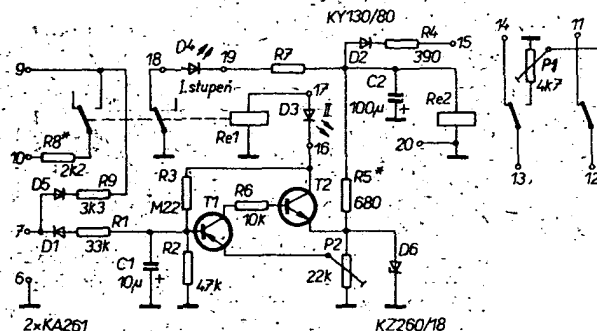 KY130/80
D4 18 19 R7 D2 R4 15 14 11
390
9 I.stupeň 17 C2 P1
100µ 4k7
D3 II Re1 Re2
R8* 16 20
10 2k2
D5 R9 R3 T2 R5* 13 12
3k3 M22 T1 R6 680
7 D1 R1 10k P2 D6
33k C1 R2 22k
10µ 47k
6
2xKA261 KZ260/18